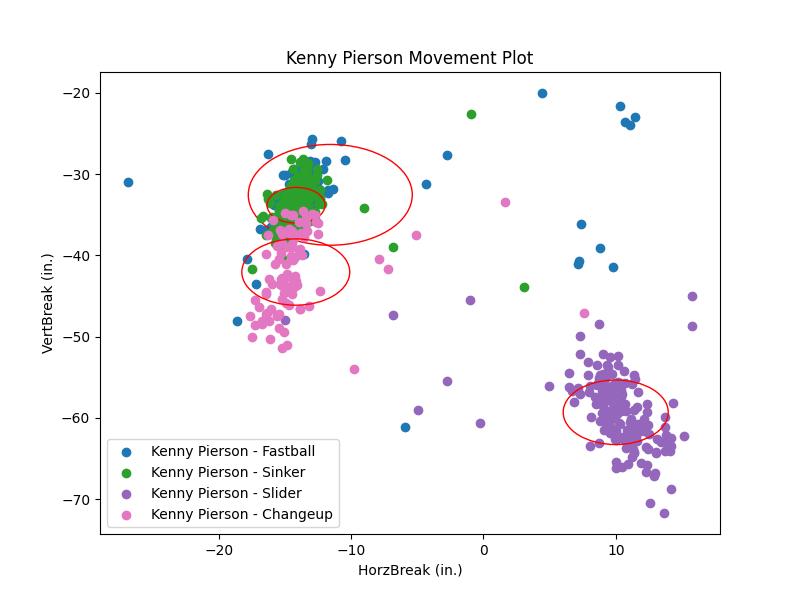 Kenny Pierson Movement Plot
−20
−30
−40
−50
−60
−70
VertBreak (in.)
Kenny Pierson - Fastball
Kenny Pierson - Sinker
Kenny Pierson - Slider
Kenny Pierson - Changeup
−20
−10
0
10
HorzBreak (in.)